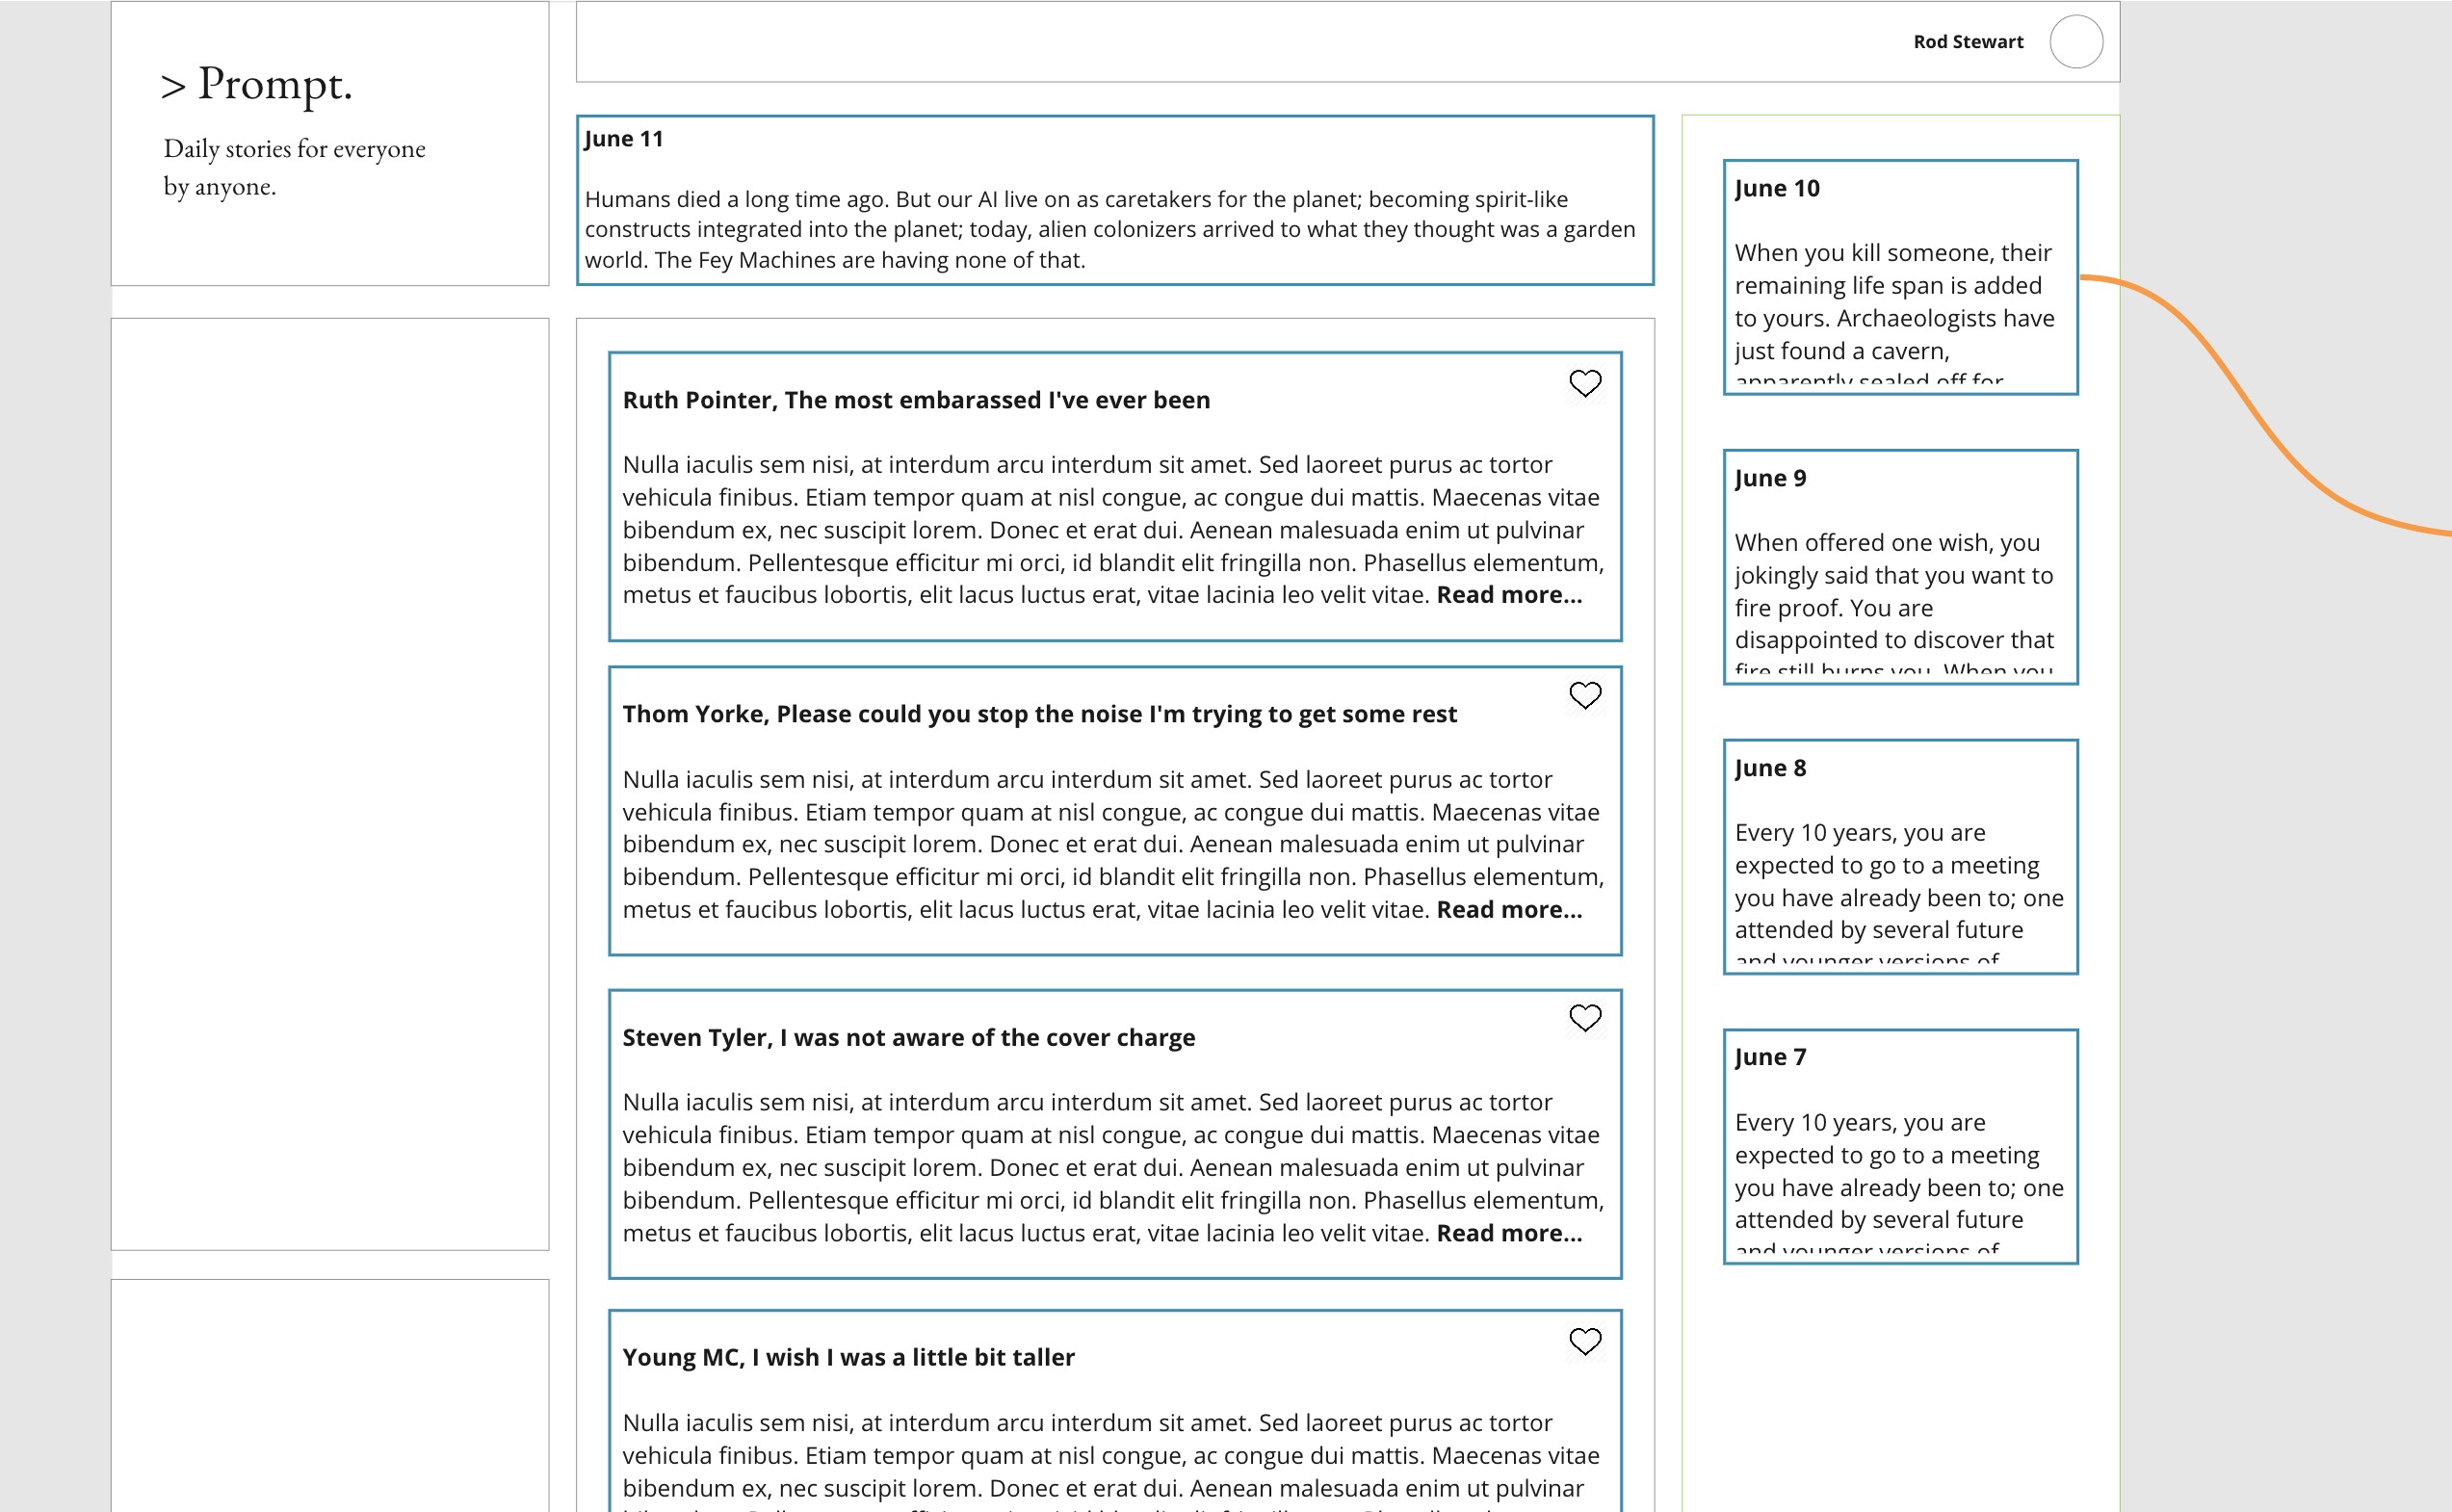 > Prompt.
Daily stories for everyone
by anyone.
Rod Stewart
June 11
Humans died a long time ago. But our AI live on as caretakers for the planet; becoming spirit-like
constructs integrated into the planet; today, alien colonizers arrived to what they thought was a garden
world. The Fey Machines are having none of that.
Ruth Pointer, The most embarassed I've ever been
Nulla iaculis sem nisi, at interdum arcu interdum sit amet. Sed laoreet purus ac tortor
vehicula finibus. Etiam tempor quam at nisl congue, ac congue dui mattis. Maecenas vitae
bibendum ex, nec suscipit lorem. Donec et erat dui. Aenean malesuada enim ut pulvinar
bibendum. Pellentesque efficitur mi orci, id blandit elit fringilla non. Phasellus elementum,
metus et faucibus lobortis, elit lacus luctus erat, vitae lacinia leo velit vitae. Read more...
Thom Yorke, Please could you stop the noise I'm trying to get some rest
Nulla iaculis sem nisi, at interdum arcu interdum sit amet. Sed laoreet purus ac tortor
vehicula finibus. Etiam tempor quam at nisl congue, ac congue dui mattis. Maecenas vitae
bibendum ex, nec suscipit lorem. Donec et erat dui. Aenean malesuada enim ut pulvinar
bibendum. Pellentesque efficitur mi orci, id blandit elit fringilla non. Phasellus elementum,
metus et faucibus lobortis, elit lacus luctus erat, vitae lacinia leo velit vitae. Read more...
Steven Tyler, I was not aware of the cover charge
Nulla iaculis sem nisi, at interdum arcu interdum sit amet. Sed laoreet purus ac tortor
vehicula finibus. Etiam tempor quam at nisl congue, ac congue dui mattis. Maecenas vitae
bibendum ex, nec suscipit lorem. Donec et erat dui. Aenean malesuada enim ut pulvinar
bibendum. Pellentesque efficitur mi orci, id blandit elit fringilla non. Phasellus elementum,
metus et faucibus lobortis, elit lacus luctus erat, vitae lacinia leo velit vitae. Read more...
Young MC, I wish I was a little bit taller
Nulla iaculis sem nisi, at interdum arcu interdum sit amet. Sed laoreet purus ac tortor
vehicula finibus. Etiam tempor quam at nisl congue, ac congue dui mattis. Maecenas vitae
bibendum ex, nec suscipit lorem. Donec et erat dui. Aenean malesuada enim ut pulvinar
June 10
When you kill someone, their
remaining life span is added
to yours. Archaeologists have
just found a cavern,
apparently sealed off for
June 9
When offered one wish, you
jokingly said that you want to
fire proof. You are
disappointed to discover that
fire still burns you. When you
June 8
Every 10 years, you are
expected to go to a meeting
you have already been to; one
attended by several future
and younger versions of
June 7
Every 10 years, you are
expected to go to a meeting
you have already been to; one
attended by several future
and younger versions of